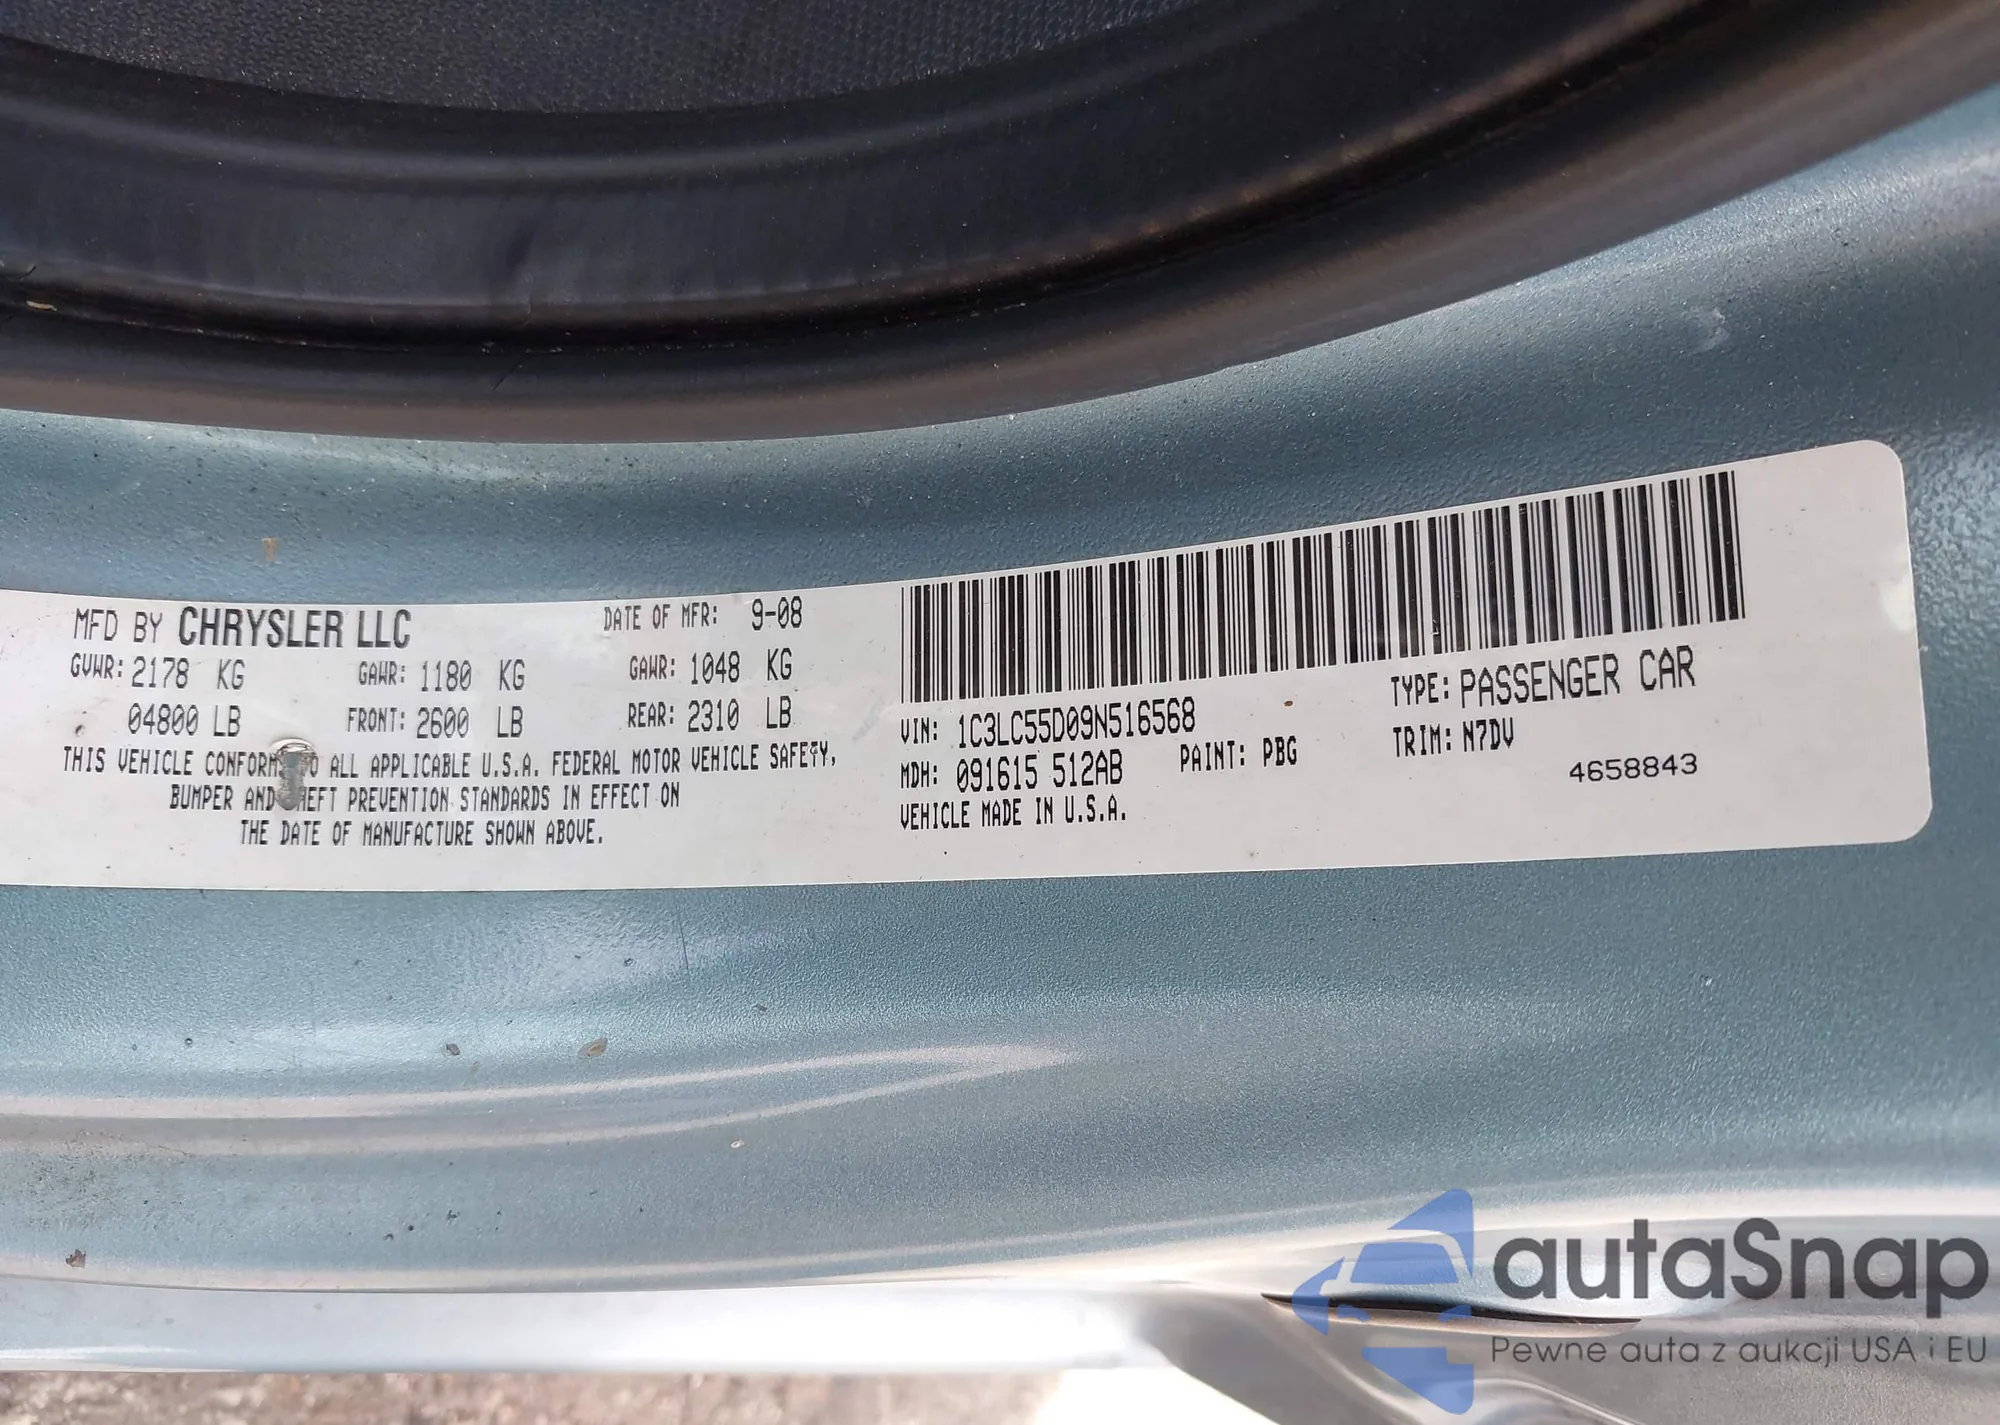 MFD BY CHRYSLER LLC DATE OF MFR: 9-08
GVWR: 2178 KG GAWR: 1180 KG GAWR: 1048 KG
04800 LB FRONT: 2600 LB REAR: 2310 LB
THIS VEHICLE CONFORM O ALL APPLICABLE U.S.A. FEDERAL MOTOR VEHICLE SAFETY,
BUMPER AND HEFT PREVENTION STANDARDS IN EFFECT ON
THE DATE OF MANUFACTURE SHOWN ABOVE.
VIN: 1C3LC55D09N516568 TYPE: PASSENGER CAR
MDH: 091615 512AB PAINT: PBG TRIM: N7DV
VEHICLE MADE IN U.S.A. 4658843
autaSnap
Pewne auta z aukcji USA i EU